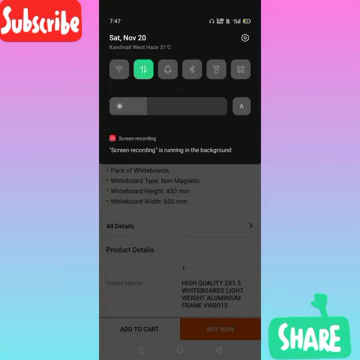 Subscribe
7:47
Sat, Nov 20
Kandivali West Haze 31°C
A
Screen recording
"Screen recording" is running in the background
• Pack of Whiteboards
• Whiteboard Type: Non Magnetic
• Whiteboard Height: 450 mm
• Whiteboard Width: 600 mm
All Details
Product Details
1
Model Name
HIGH QUALITY 2X1.5
WHITEBOARDS LIGHT
WEIGHT ALUMINIUM
FRAME VWB015
ADD TO CART
BUY NOW
SHARE